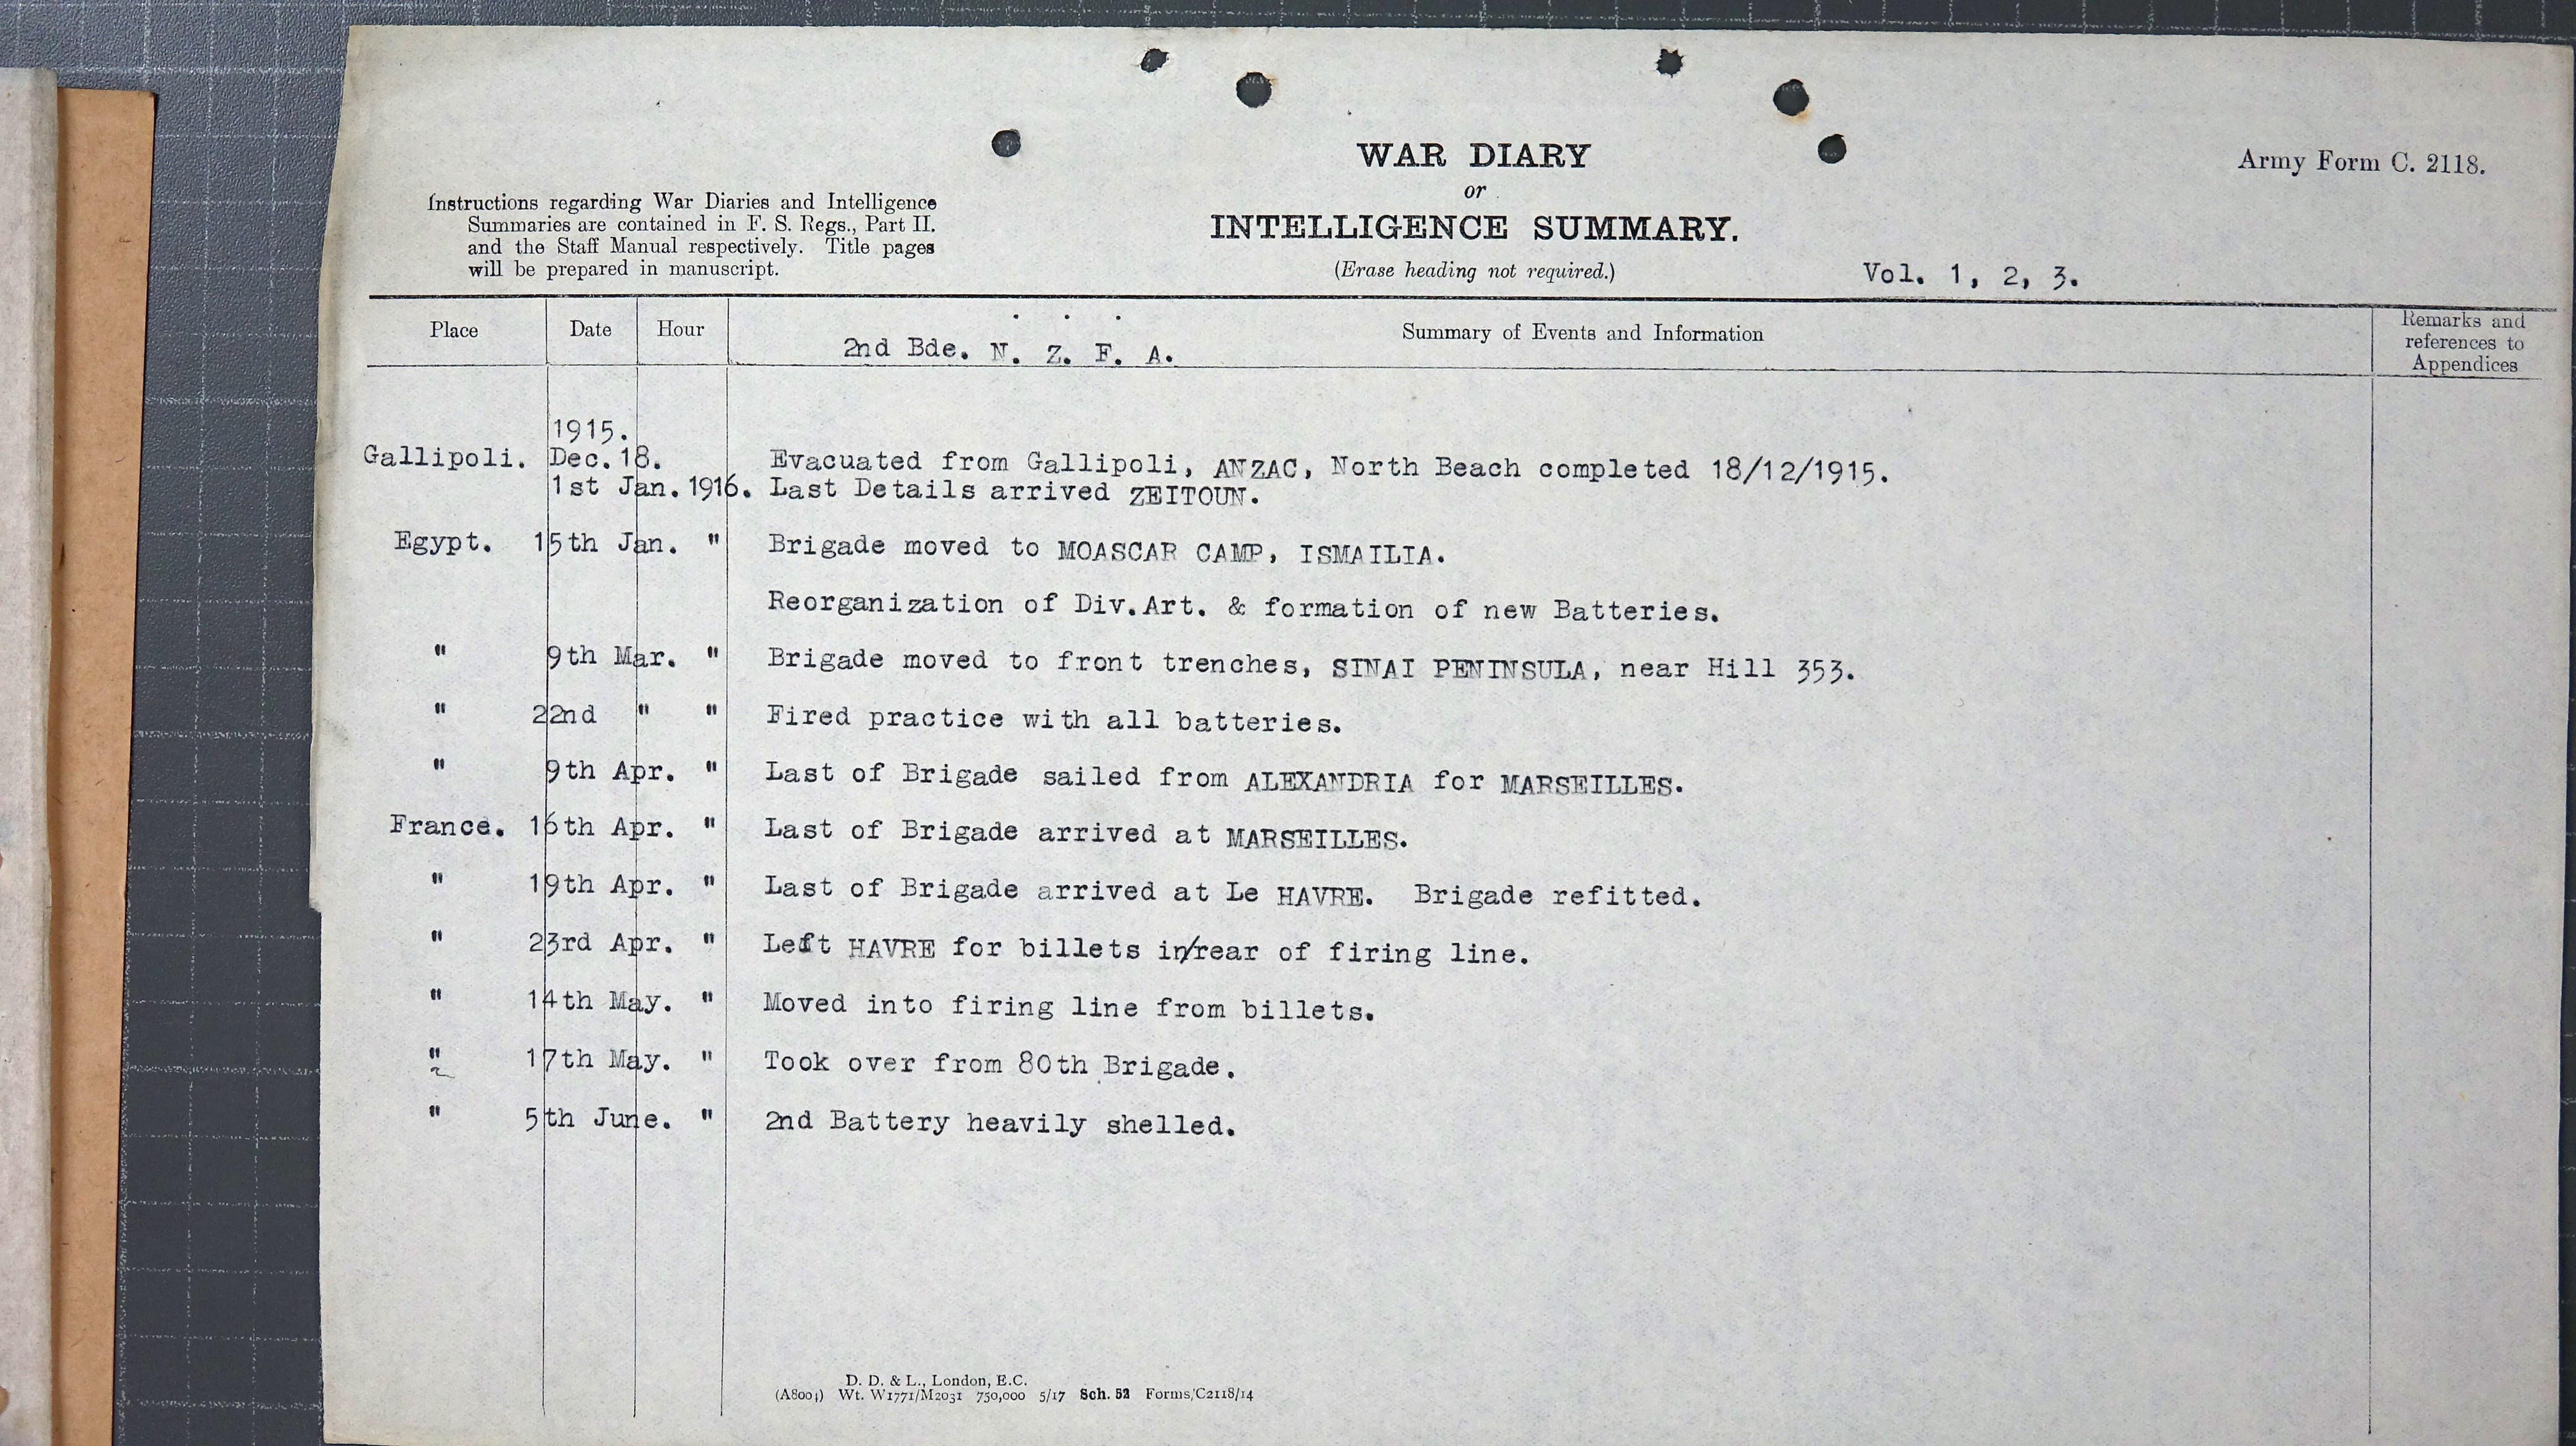 WAR DIARY
or
INTELLIGENCE SUMMARY.
(Erase heading not required.)
Army Form C. 2118.
Instructions regarding War Diaries and Intelligence
Summaries are contained in F. S. Regs., Part II.
and the Staff Manual respectively. Title pages
will be prepared in manuscript.
Vol. 1, 2, 3.
Place Date Hour Summary of Events and Information Remarks and
references to
Appendices
2nd Bde. N. Z. F. A.
1915.
Gallipoli. Dec.18. Evacuated from Gallipoli, ANZAC, North Beach completed 18/12/1915.
1st Jan.1916. Last Details arrived ZEITOUN.
Egypt. 15th Jan. " Brigade moved to MOASCAR CAMP, ISMAILIA.
Reorganization of Div.Art. & formation of new Batteries.
" 9th Mar. " Brigade moved to front trenches, SINAI PENINSULA, near Hill 353.
" 22nd " " Fired practice with all batteries.
" 9th Apr. " Last of Brigade sailed from ALEXANDRIA for MARSEILLES.
France. 16th Apr. " Last of Brigade arrived at MARSEILLES.
" 19th Apr. " Last of Brigade arrived at Le HAVRE. Brigade refitted.
" 23rd Apr. " Left HAVRE for billets in/rear of firing line.
" 14th May. " Moved into firing line from billets.
" 17th May. " Took over from 80th Brigade.
" 5th June. " 2nd Battery heavily shelled.
D. D. & L., London, E.C.
(A8004) Wt. W1771/M2031 750,000 5/17 Sch. 52 Forms/C2118/14